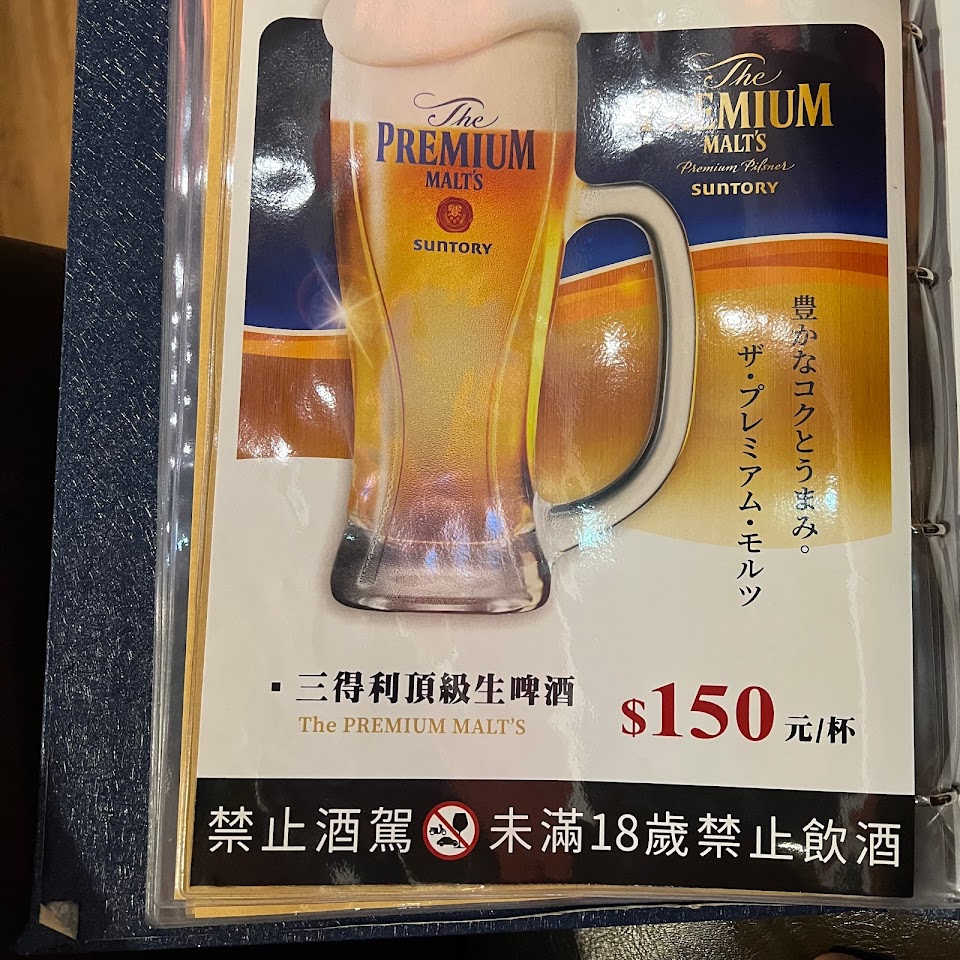 The
PREMIUM
MALT'S
SUNTORY
The
PREMIUM
MALT'S
Premium Pilsner
SUNTORY
豊かなコクとうまみ。
ザ・プレミアム・モルツ
▪ 三得利頂級生啤酒
The PREMIUM MALT'S
$150 元/杯
禁止酒駕 未滿18歲禁止飲酒